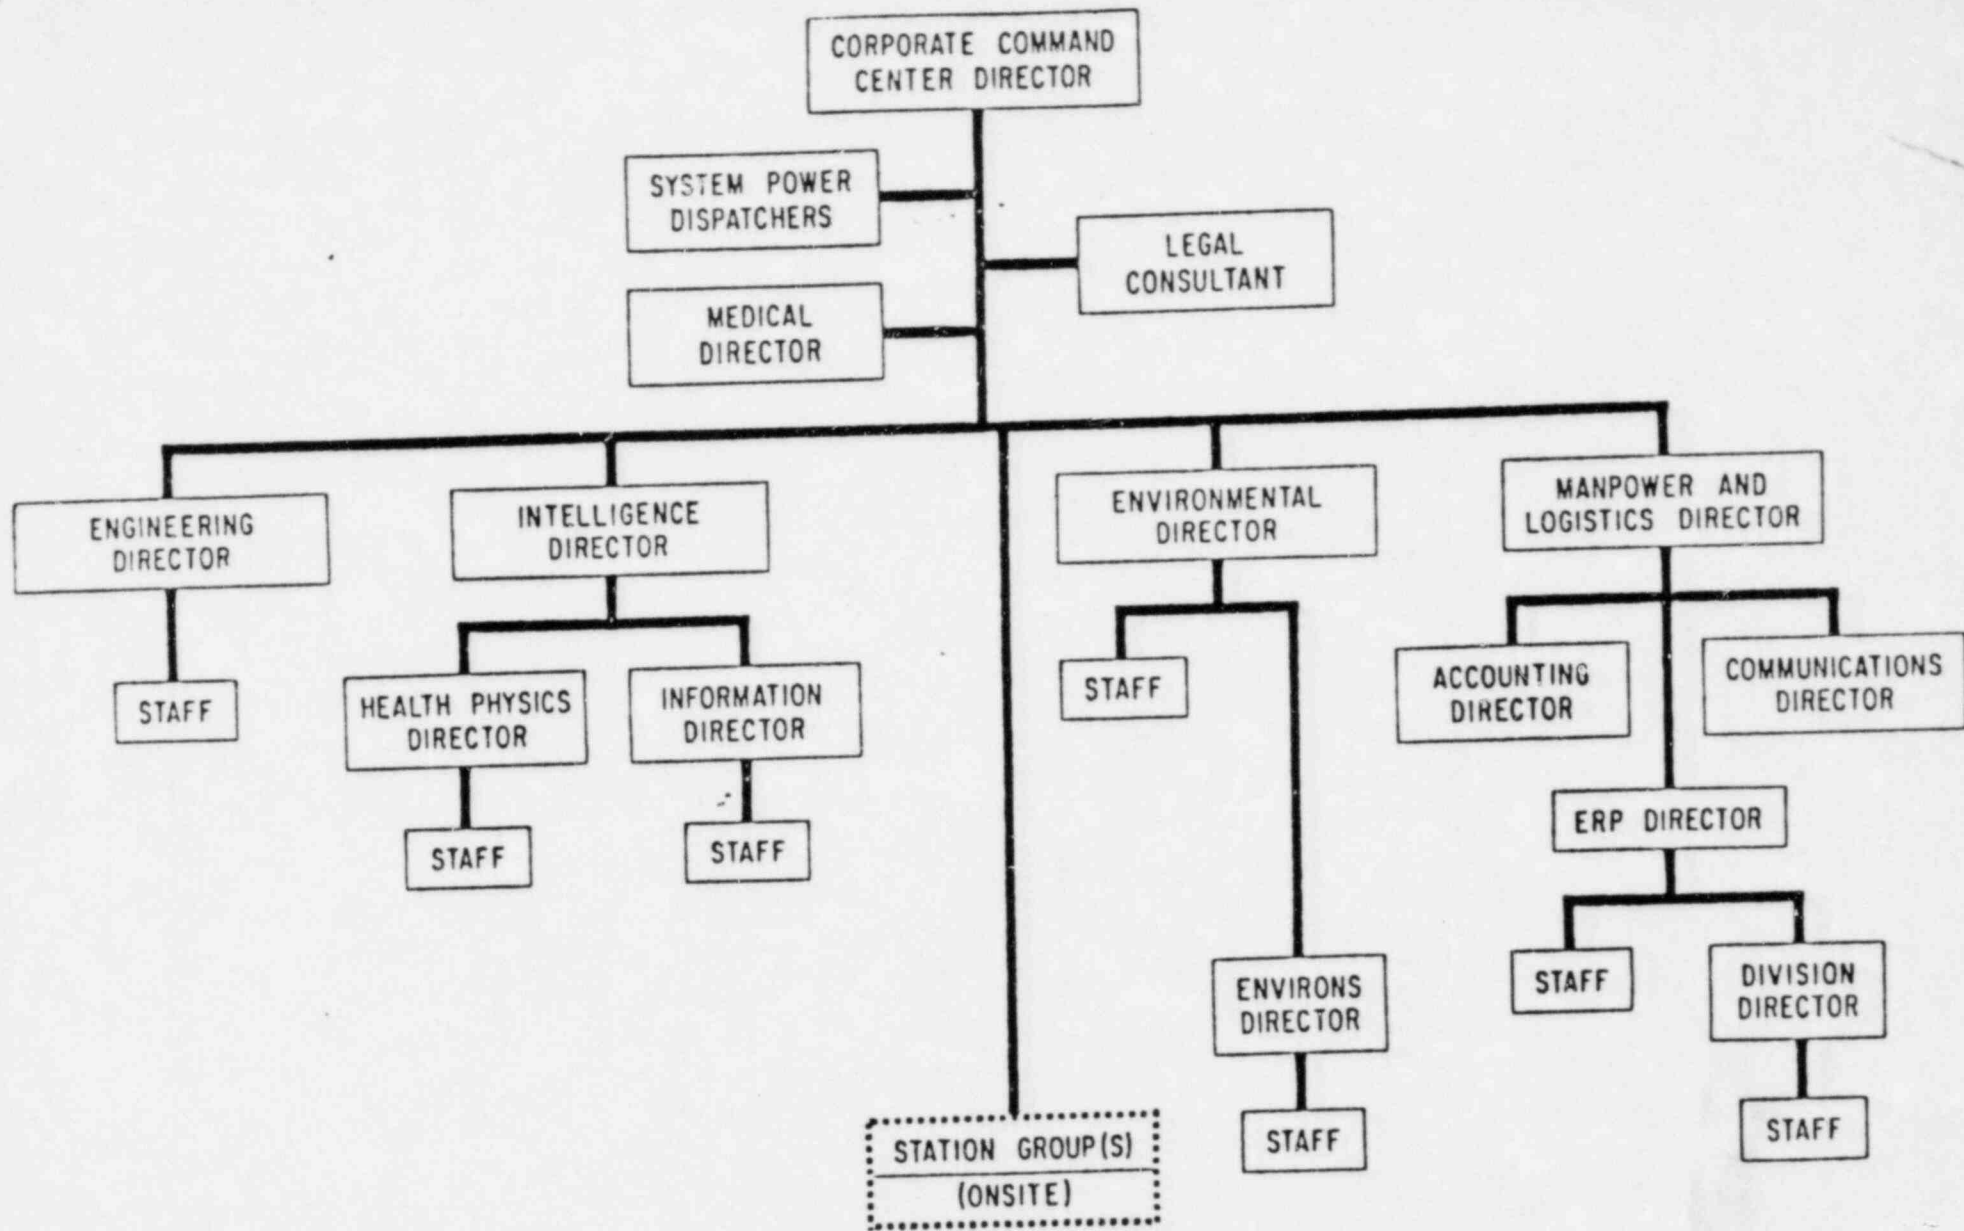 CORPORATE COMMAND
CENTER DIRECTOR
SYSTEM POWER
DISPATCHERS
LEGAL
CONSULTANT
MEDICAL
DIRECTOR
ENGINEERING
DIRECTOR
INTELLIGENCE
DIRECTOR
ENVIRONMENTAL
DIRECTOR
MANPOWER AND
LOGISTICS DIRECTOR
STAFF
HEALTH PHYSICS
DIRECTOR
INFORMATION
DIRECTOR
STAFF
ACCOUNTING
DIRECTOR
COMMUNICATIONS
DIRECTOR
STAFF
STAFF
ERP DIRECTOR
ENVIRONS
DIRECTOR
STAFF
DIVISION
DIRECTOR
STATION GROUP(S)
(ONSITE)
STAFF
STAFF